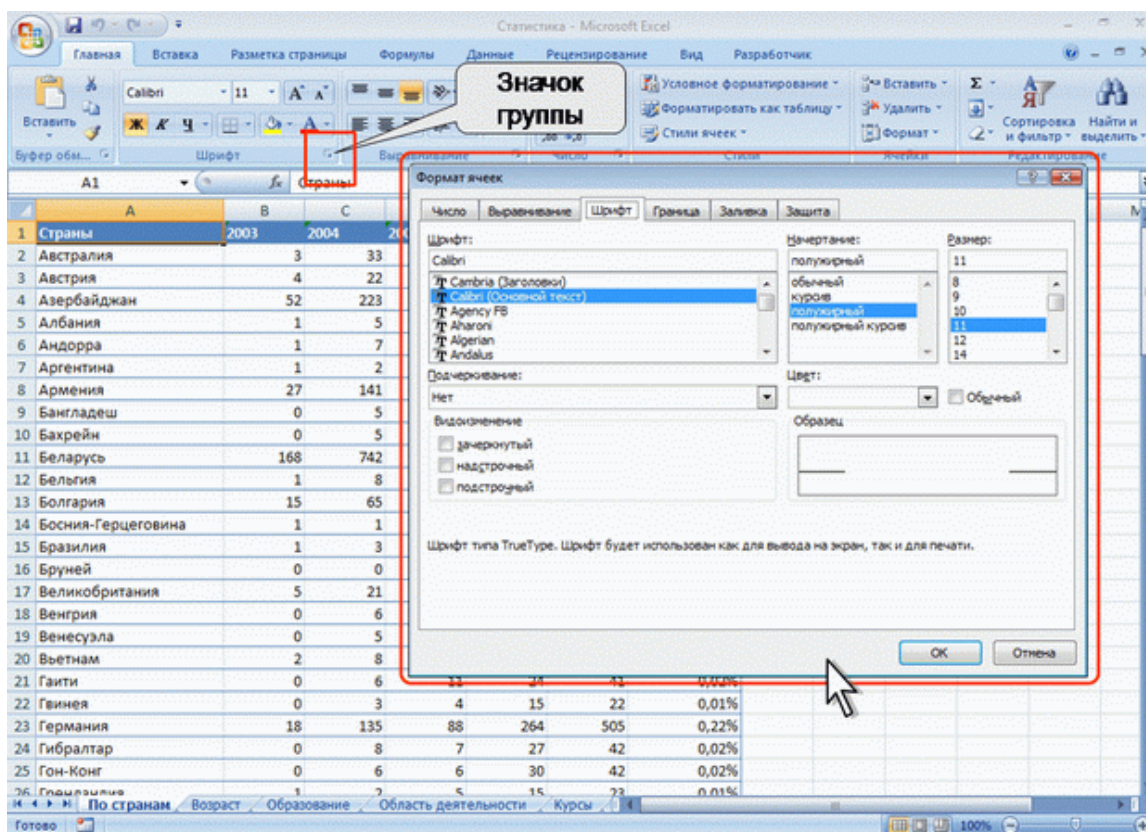 Статистика - Microsoft Excel
Главная Вставка Разметка страницы Формулы Данные Рецензирование Вид Разработчик
Значок
группы
Calibri 11
Вставить
Ж К Ч
Буфер обм... Шрифт Выравнивание Число Стили Ячейки Редактирование
Условное форматирование
Форматировать как таблицу
Стили ячеек
Вставить
Удалить
Формат
Сортировка
и фильтр
Найти и
выделить
A1 fx Страны
A B C N
1 Страны 2003 2004
2 Австралия 3 33
3 Австрия 4 22
4 Азербайджан 52 223
5 Албания 1 5
6 Андорра 1 7
7 Аргентина 1 2
8 Армения 27 141
9 Бангладеш 0 5
10 Бахрейн 0 5
11 Беларусь 168 742
12 Бельгия 1 8
13 Болгария 15 65
14 Босния-Герцеговина 1 1
15 Бразилия 1 3
16 Бруней 0 0
17 Великобритания 5 21
18 Венгрия 0 6
19 Венесуэла 0 5
20 Вьетнам 2 8
21 Гаити 0 6
22 Гвинея 0 3 4 15 22 0,01%
23 Германия 18 135 88 264 505 0,22%
24 Гибралтар 0 8 7 27 42 0,02%
25 Гон-Конг 0 6 6 30 42 0,02%
Формат ячеек
Число Выравнивание Шрифт Граница Заливка Защита
Шрифт:
Calibri
Cambria (Заголовки)
Calibri (Основной текст)
Agency FB
Aharoni
Algerian
Andalus
Начертание:
полужирный
обычный
курсив
полужирный
полужирный курсив
Размер:
11
8
9
10
11
12
14
Подчеркивание:
Нет
Цвет:
Обычный
Видоизменение
зачеркнутый
надстрочный
подстрочный
Образец
Шрифт типа TrueType. Шрифт будет использован как для вывода на экран, так и для печати.
OK Отмена
По странам Возраст Образование Область деятельности Курсы
Готово 100%